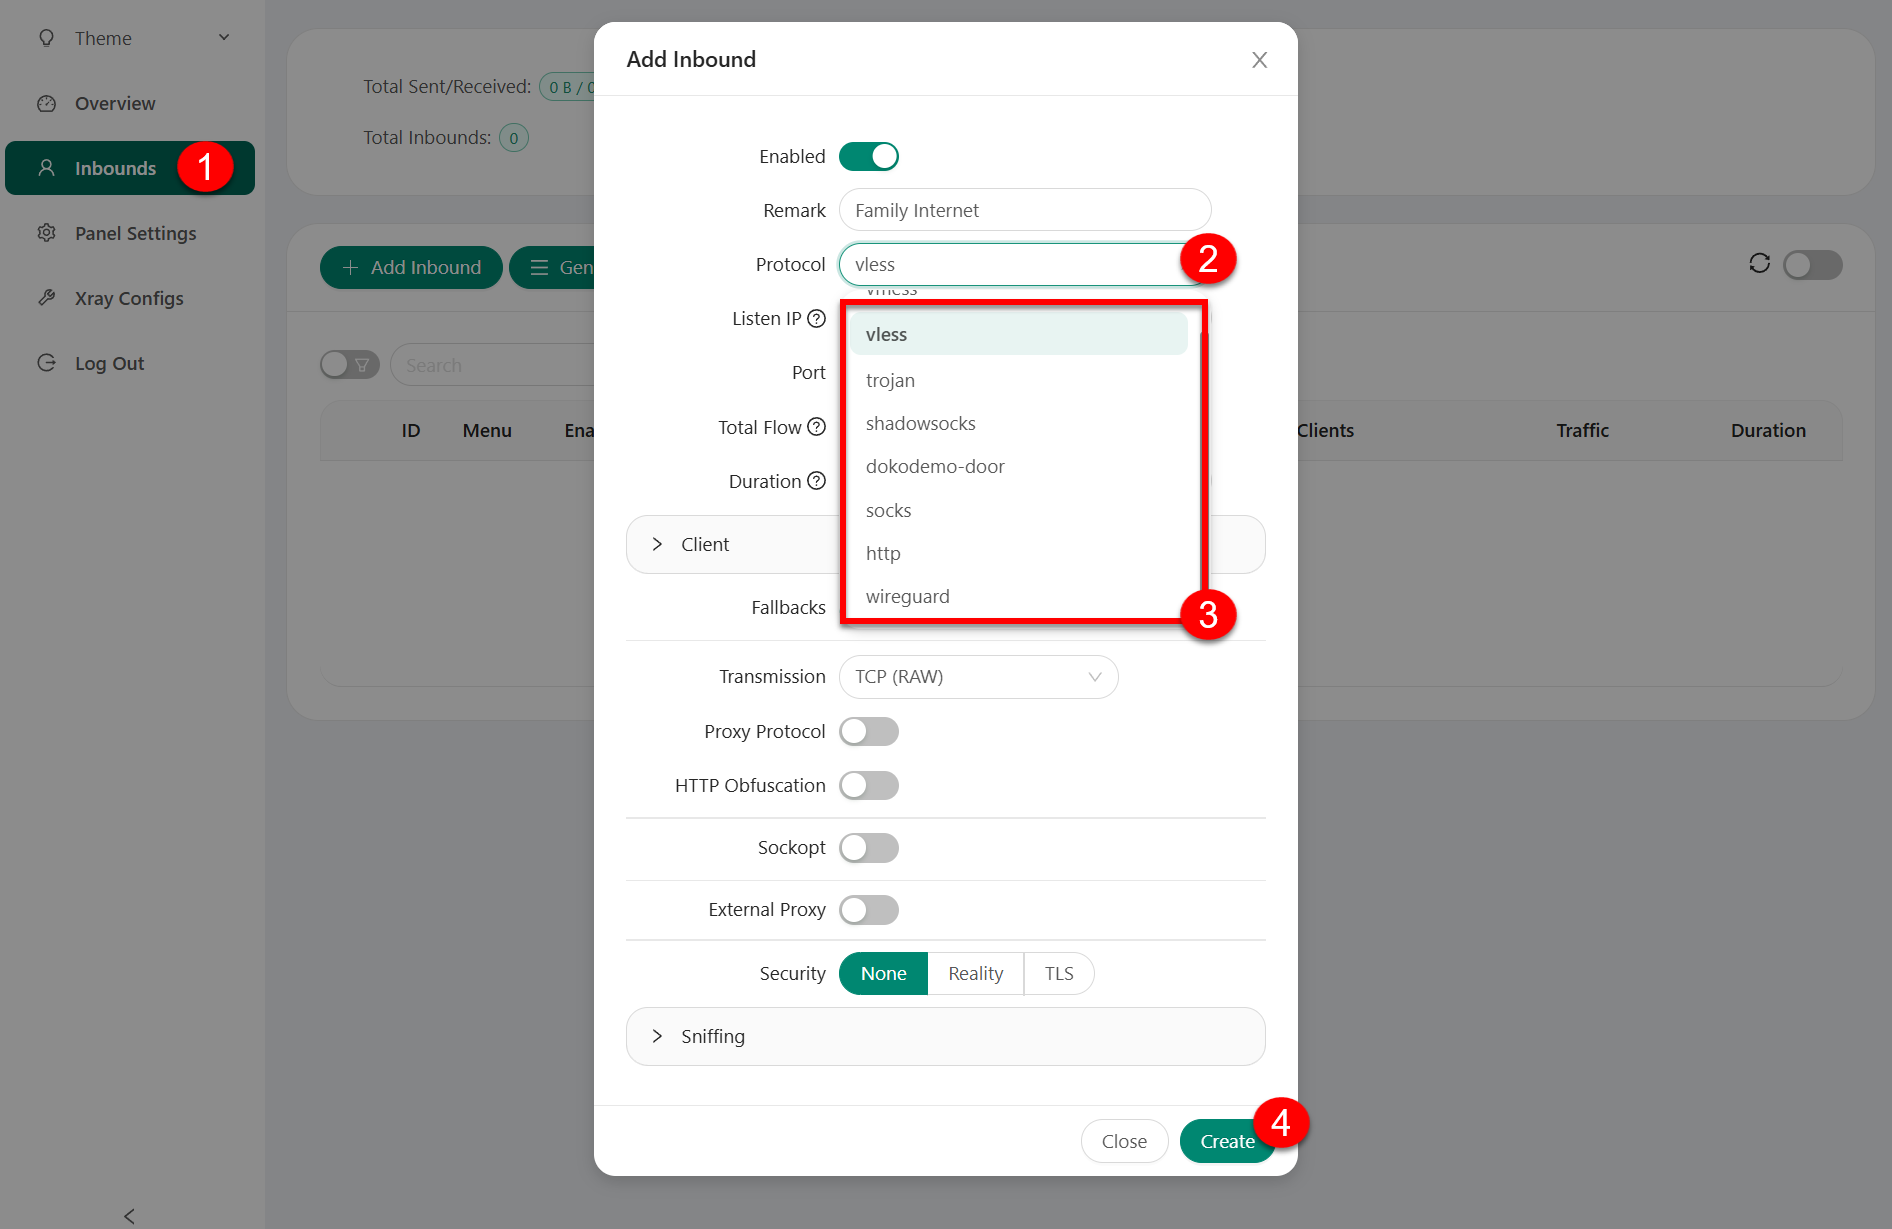 Theme
Overview
Inbounds
1
Panel Settings
Xray Configs
Log Out
Total Sent/Received:
0 B / 0
Total Inbounds:
0
Add Inbound
Gen
Search
ID
Menu
Ena
Clients
Traffic
Duration
Add Inbound
Enabled
Remark
Family Internet
Protocol
vless
2
vmess
Listen IP
vless
Port
trojan
Total Flow
shadowsocks
dokodemo-door
Duration
socks
Client
http
wireguard
Fallbacks
3
Transmission
TCP (RAW)
Proxy Protocol
HTTP Obfuscation
Sockopt
External Proxy
Security
None
Reality
TLS
Sniffing
Close
Create
4